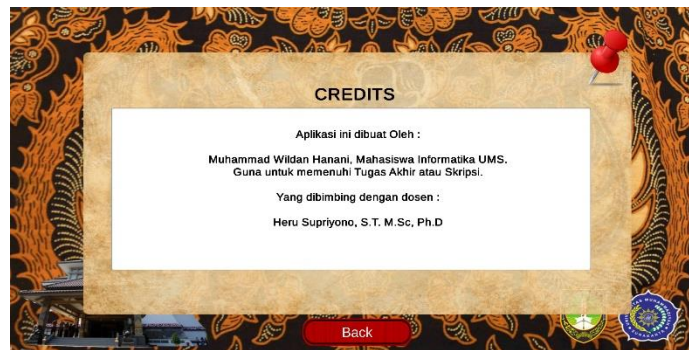 CREDITS
Aplikasi ini dibuat Oleh :
Muhammad Wildan Hanani, Mahasiswa Informatika UMS.
Guna untuk memenuhi Tugas Akhir atau Skripsi.
Yang dibimbing dengan dosen :
Heru Supriyono, S.T. M.Sc, Ph.D
Back